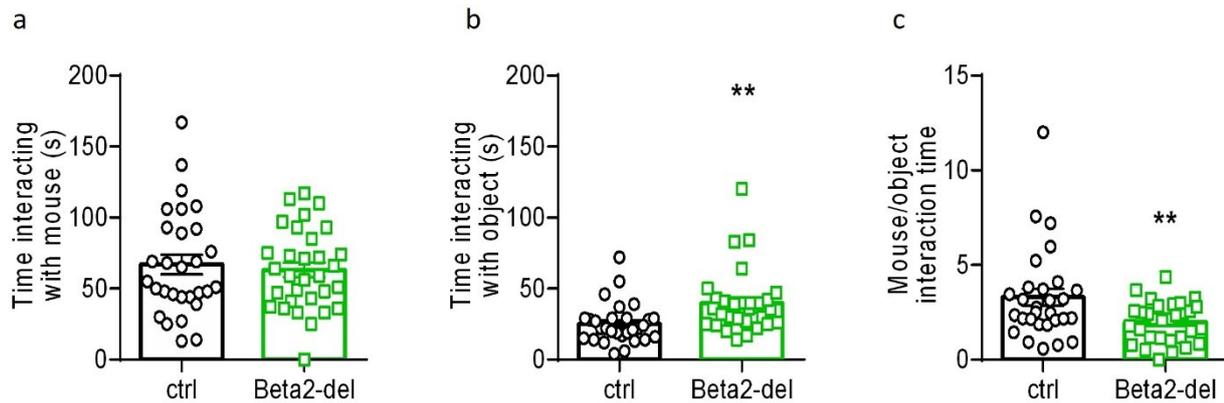 a
200
150
100
50
0
Time interacting
with mouse (s)
ctrl
Beta2-del
b
200
150
100
50
0
Time interacting
with object (s)
**
ctrl
Beta2-del
c
15
10
5
0
Mouse/object
interaction time
**
ctrl
Beta2-del